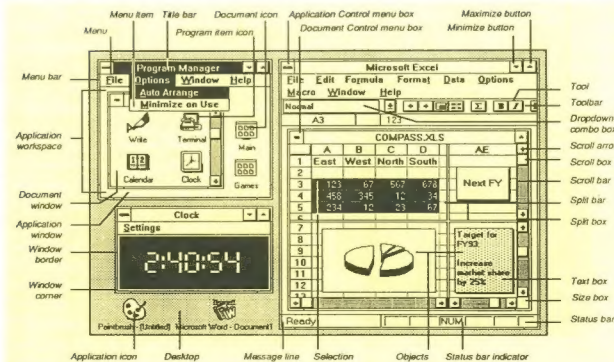 Menu item
Title bar
Document icon
Application Control menu box
Maximize button
Menu
Program item icon
Document Control menu box
Minimize button
Program Manager
File Options Window Help
Auto Arrange
Minimize on Use
Write
Terminal
Main
Calendar
Clock
Games
Menu bar
Application workspace
Document window
Application window
Window border
Window corner
Clock
Settings
2:40:54
Paintbrush - (Untitled)
Microsoft Word - Document1
Microsoft Excel
File Edit Formula Format Data Options
Macro Window Help
Normal
Σ B I
A3 123
COMPASS.XLS
A B C D AE
1 East West North South
2
3 123 67 567 678
4 456 345 12 34
5 234 12 23 67
6
7
8
9
10
11
12
Next FY
Target for FY93:
Increase market share by 25%
Ready NUM
Tool
Toolbar
Dropdown combo box
Scroll arro
Scroll box
Scroll bar
Split bar
Split box
Text box
Size box
Status bar
Application icon
Desktop
Message line
Selection
Objects
Status bar indicator